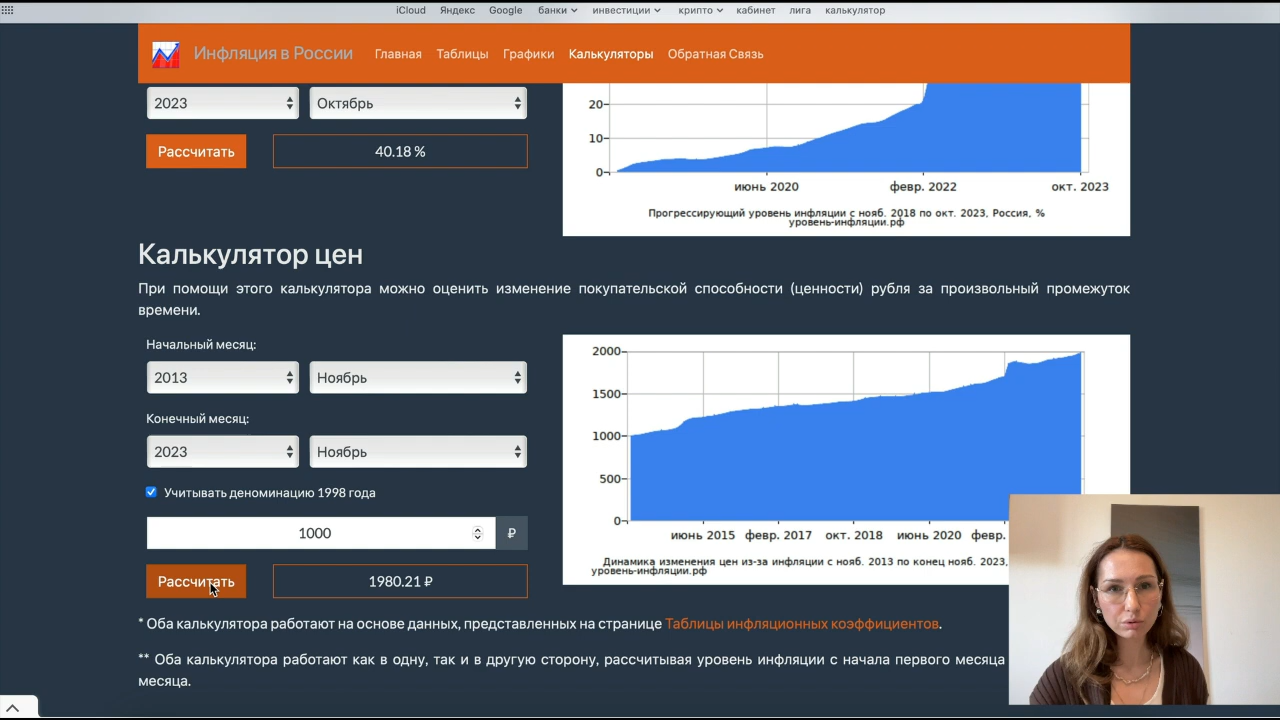 iCloud Яндекс Google банки инвестиции крипто кабинет лига калькулятор
Инфляция в России Главная Таблицы Графики Калькуляторы Обратная Связь
2023 Октябрь
Рассчитать 40.18 %
20
10
0
июнь 2020 февр. 2022 окт. 2023
Прогрессирующий уровень инфляции с нояб. 2018 по окт. 2023, Россия, %
уровень-инфляции.рф
Калькулятор цен
При помощи этого калькулятора можно оценить изменение покупательской способности (ценности) рубля за произвольный промежуток
времени.
Начальный месяц:
2013 Ноябрь
Конечный месяц:
2023 Ноябрь
Учитывать деноминацию 1998 года
1000 ₽
Рассчитать 1980.21 ₽
2000
1500
1000
500
0
июнь 2015 февр. 2017 окт. 2018 июнь 2020 февр.
Динамика изменения цен из-за инфляции с нояб. 2013 по конец нояб. 2023,
уровень-инфляции.рф
* Оба калькулятора работают на основе данных, представленных на странице Таблицы инфляционных коэффициентов.
** Оба калькулятора работают как в одну, так и в другую сторону, рассчитывая уровень инфляции с начала первого месяца
месяца.